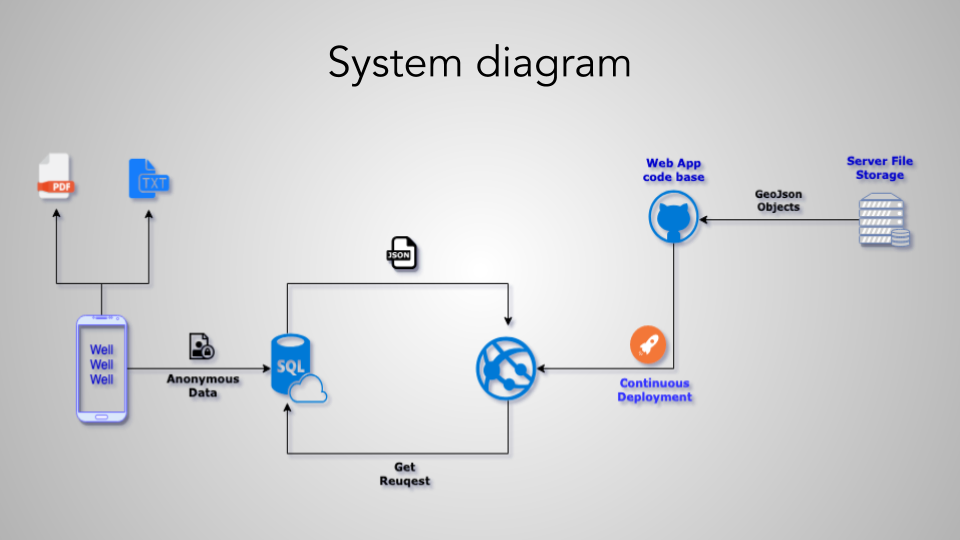 System diagram
PDF
TXT
Web App
code base
Server File
Storage
GeoJson
Objects
JSON
Well
Well
Well
Anonymous
Data
SQL
Continuous
Deployment
Get
Reuqest